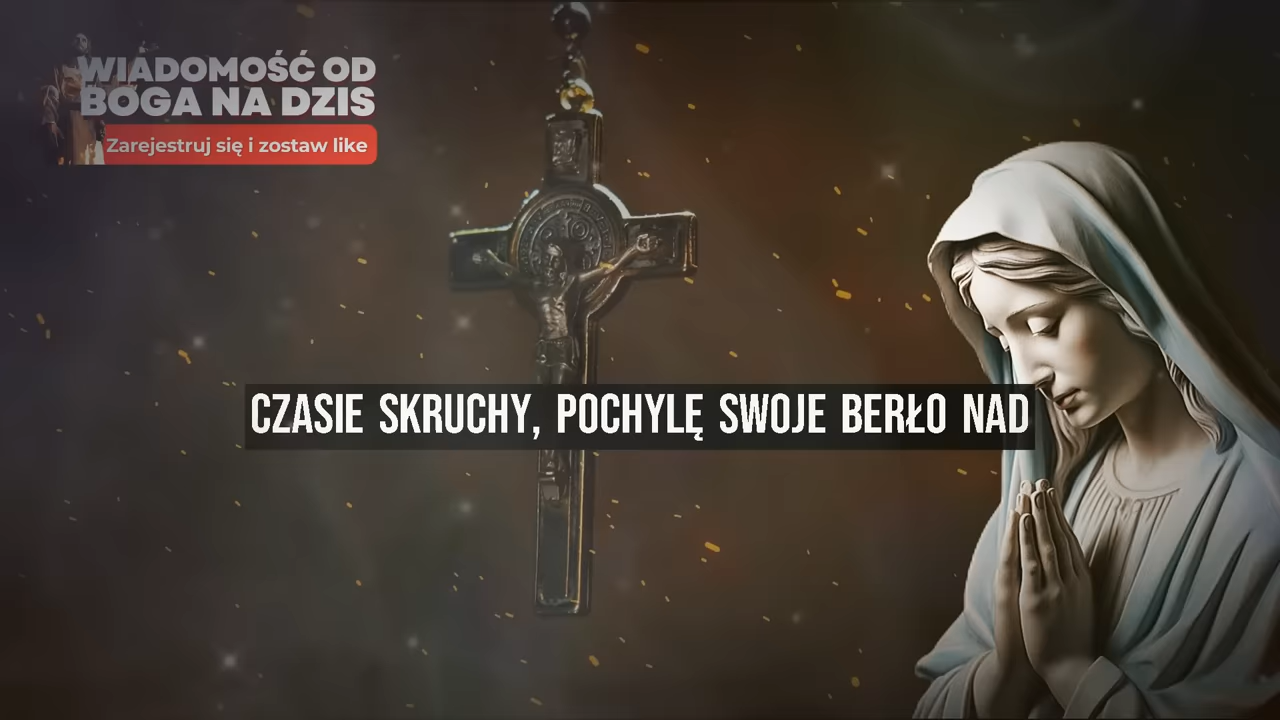 WIADOMOŚĆ OD
BOGA NA DZIS
Zarejestruj się i zostaw like
CZASIE SKRUCHY, POCHYLĘ SWOJE BERŁO NAD